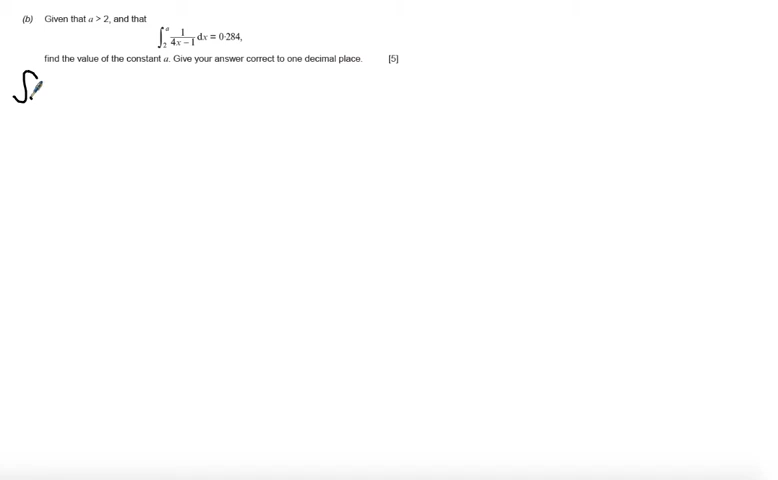 (b) Given that a > 2, and that
∫₂ᵃ 1/(4x − 1) dx = 0·284,
find the value of the constant a. Give your answer correct to one decimal place. [5]
∫